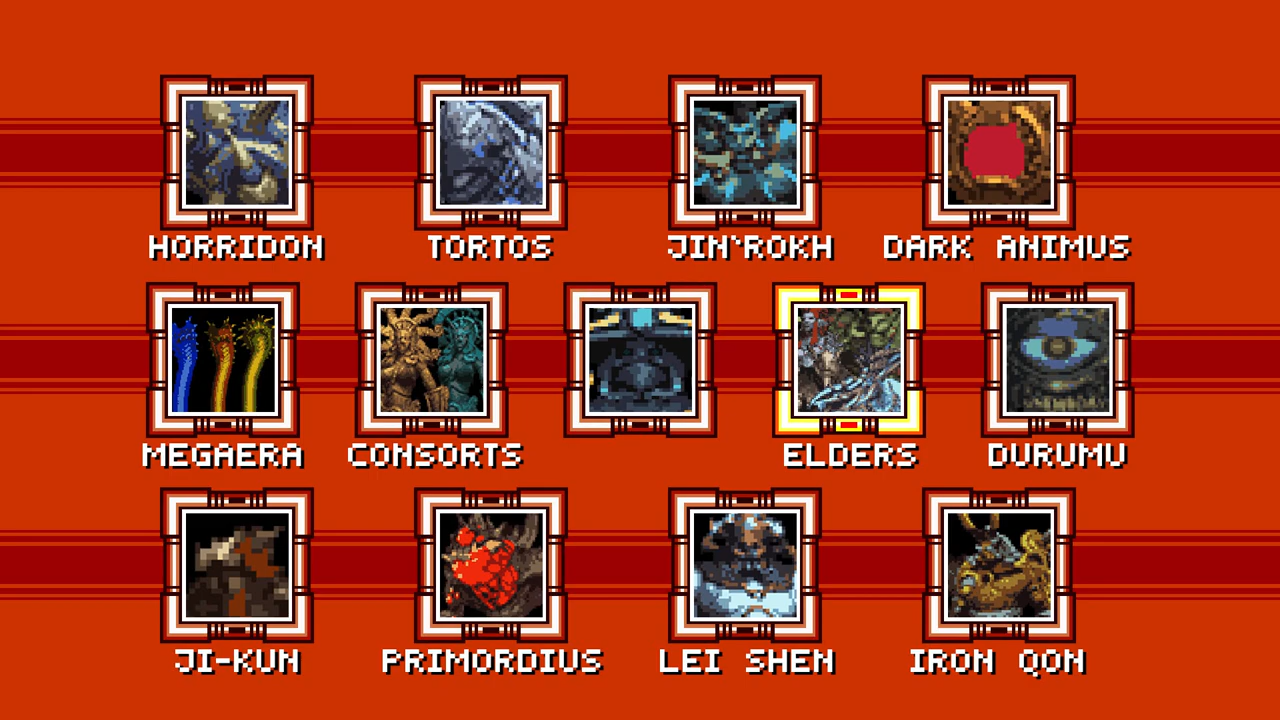 HORRIDON
TORTOS
JIN'ROKH
DARK ANIMUS
MEGAERA
CONSORTS
ELDERS
DURUMU
JI-KUN
PRIMORDIUS
LEI SHEN
IRON QON